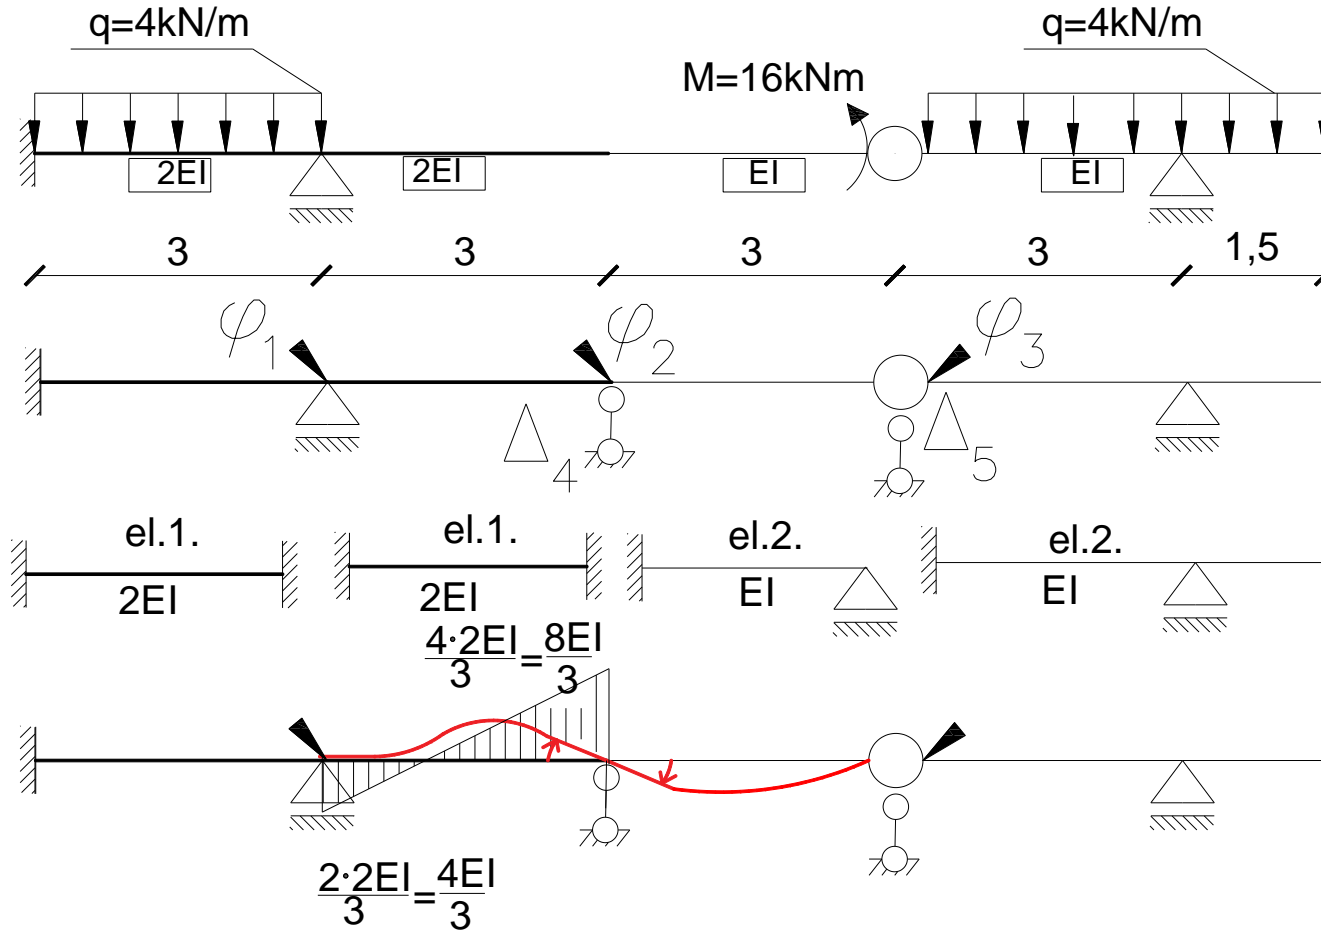 q=4kN/m q=4kN/m
M=16kNm
2EI 2EI EI EI
3 3 3 3 1,5
φ1 φ2 φ3
Δ4 Δ5
el.1. el.1. el.2. el.2.
2EI 2EI EI EI
4·2EI/3=8EI/3
2·2EI/3=4EI/3